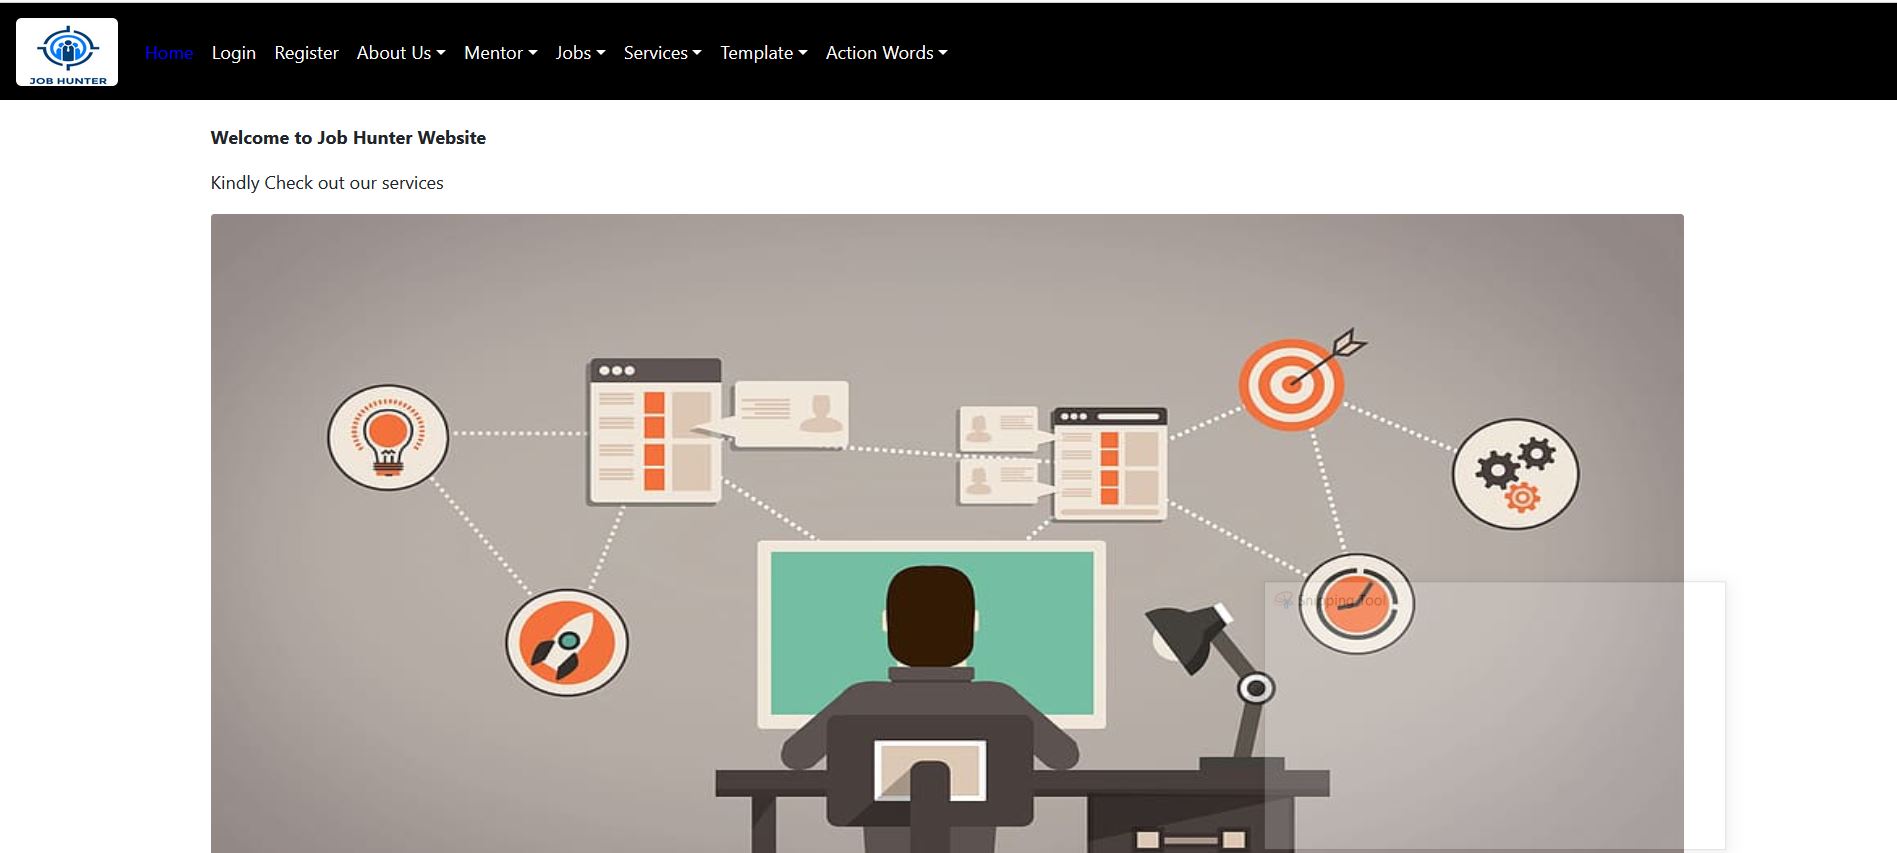 JOB HUNTER
Home Login Register About Us Mentor Jobs Services Template Action Words
Welcome to Job Hunter Website
Kindly Check out our services
Snipping Tool